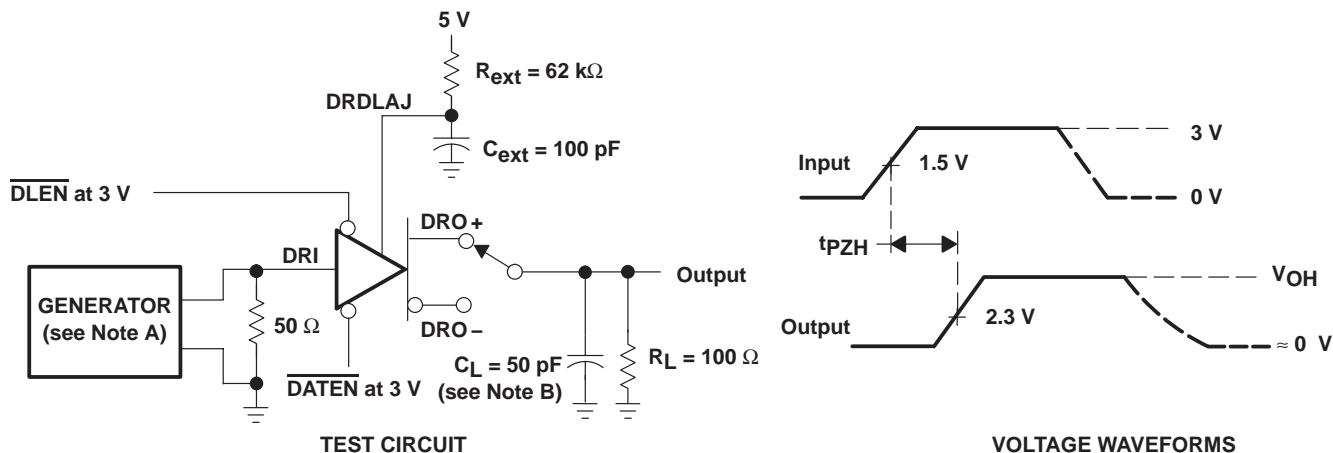 5 V
R_ext = 62 kΩ
DRDLAJ
C_ext = 100 pF
DLEN at 3 V
DRO +
DRI
Output
GENERATOR
(see Note A)
50 Ω
DRO –
DATEN at 3 V
C_L = 50 pF
(see Note B)
R_L = 100 Ω
TEST CIRCUIT
3 V
Input
1.5 V
0 V
tPZH
V_OH
2.3 V
Output
≈ 0 V
VOLTAGE WAVEFORMS